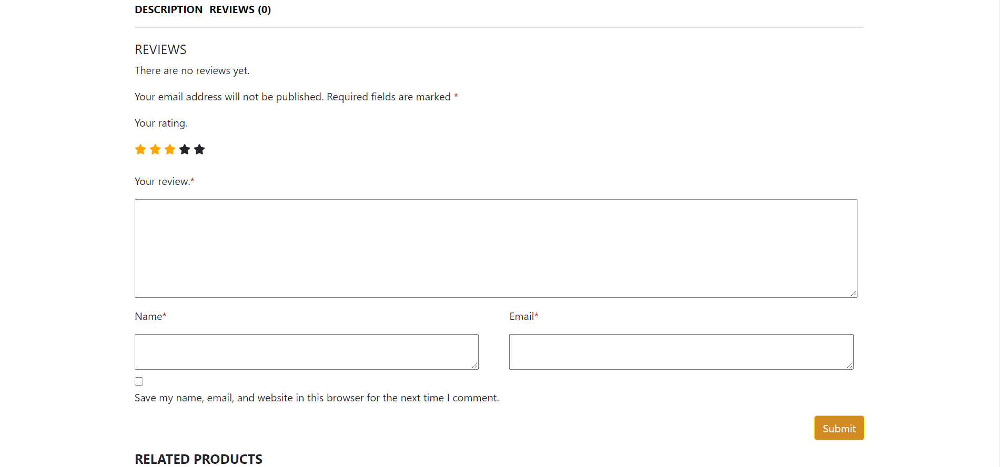 DESCRIPTION REVIEWS (0)
REVIEWS
There are no reviews yet.
Your email address will not be published. Required fields are marked *
Your rating.
Your review.*
Name*
Email*
Save my name, email, and website in this browser for the next time I comment.
Submit
RELATED PRODUCTS